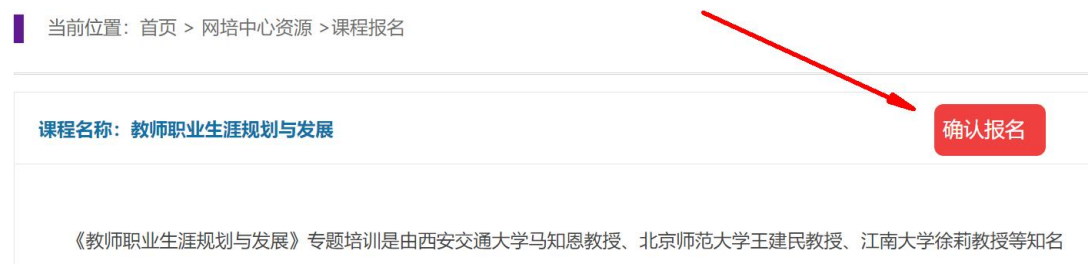 当前位置：首页 > 网培中心资源 >课程报名
课程名称：教师职业生涯规划与发展
确认报名
《教师职业生涯规划与发展》专题培训是由西安交通大学马知恩教授、北京师范大学王建民教授、江南大学徐莉教授等知名